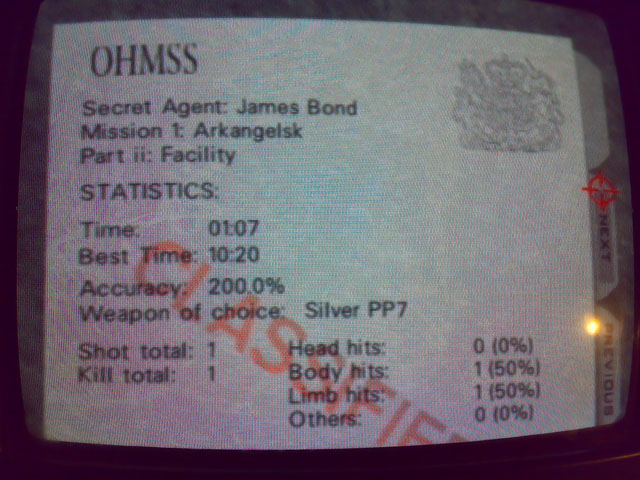 OHMSS
Secret Agent: James Bond
Mission 1: Arkangelsk
Part ii: Facility
STATISTICS:
Time: 01:07
Best Time: 10:20
Accuracy: 200.0%
Weapon of choice: Silver PP7
Shot total: 1
Kill total: 1
Head hits: 0 (0%)
Body hits: 1 (50%)
Limb hits: 1 (50%)
Others: 0 (0%)
CLASSIFIE
NEXT
PREVIOUS